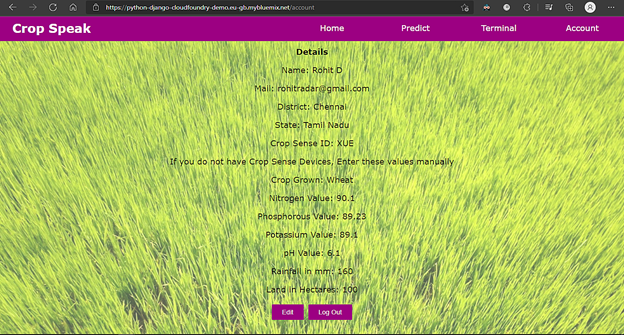 https://python-django-cloudfoundry-demo.eu-gb.mybluemix.net/account
Crop Speak
Home
Predict
Terminal
Account
Details
Name: Rohit D
Mail: rohitradar@gmail.com
District: Chennai
State: Tamil Nadu
Crop Sense ID: XUE
If you do not have Crop Sense Devices, Enter these values manually
Crop Grown: Wheat
Nitrogen Value: 90.1
Phosphorous Value: 89.23
Potassium Value: 89.1
pH Value: 6.1
Rainfall in mm: 160
Land in Hectares: 100
Edit
Log Out